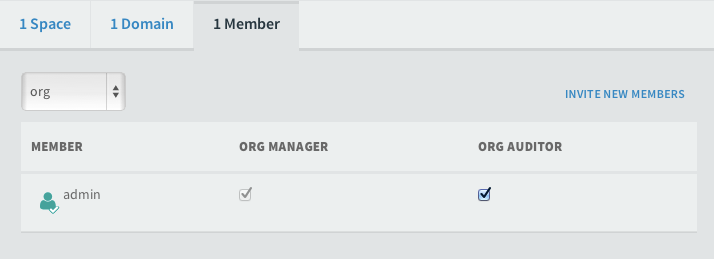 1 Space 1 Domain 1 Member
org
INVITE NEW MEMBERS
MEMBER ORG MANAGER ORG AUDITOR
admin